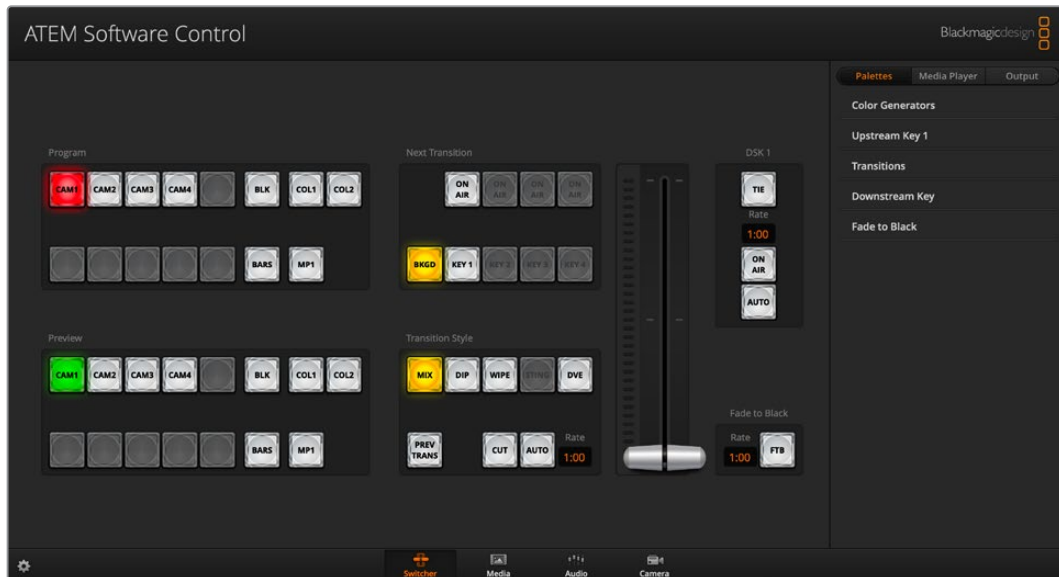 ATEM Software Control
Blackmagicdesign
Palettes Media Player Output
Color Generators
Upstream Key 1
Transitions
Downstream Key
Fade to Black
Program
CAM1 CAM2 CAM3 CAM4 BLK COL1 COL2
BARS MP1
Next Transition
ON AIR ON AIR ON AIR ON AIR
BKGD KEY 1 KEY 2 KEY 3 KEY 4
DSK 1
TIE
Rate
1:00
ON AIR
AUTO
Preview
CAM1 CAM2 CAM3 CAM4 BLK COL1 COL2
BARS MP1
Transition Style
MIX DIP WIPE STING DVE
PREV TRANS CUT AUTO Rate
1:00
Fade to Black
Rate
1:00 FTB
Switcher Media Audio Camera